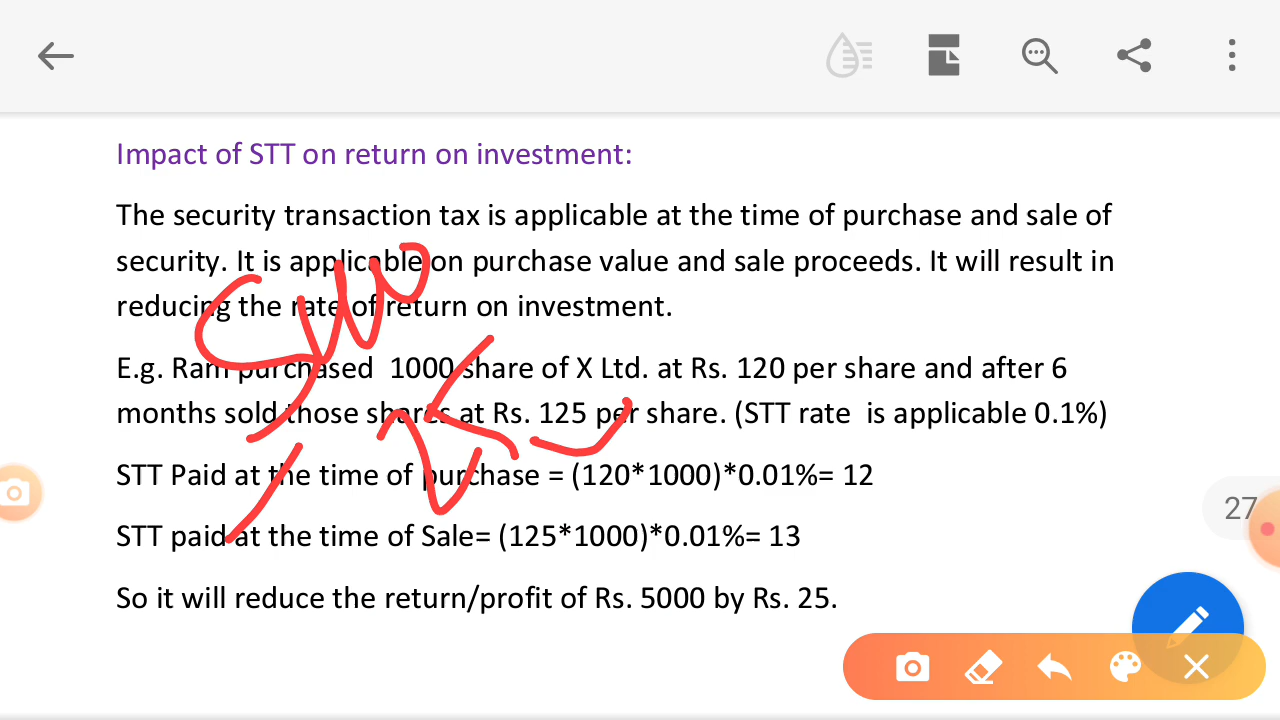 Impact of STT on return on investment:
The security transaction tax is applicable at the time of purchase and sale of
security. It is applicable on purchase value and sale proceeds. It will result in
reducing the rate of return on investment.
E.g. Ram purchased 1000 share of X Ltd. at Rs. 120 per share and after 6
months sold those shares at Rs. 125 per share. (STT rate is applicable 0.1%)
STT Paid at the time of purchase = (120*1000)*0.01%= 12
STT paid at the time of Sale= (125*1000)*0.01%= 13
So it will reduce the return/profit of Rs. 5000 by Rs. 25.
27